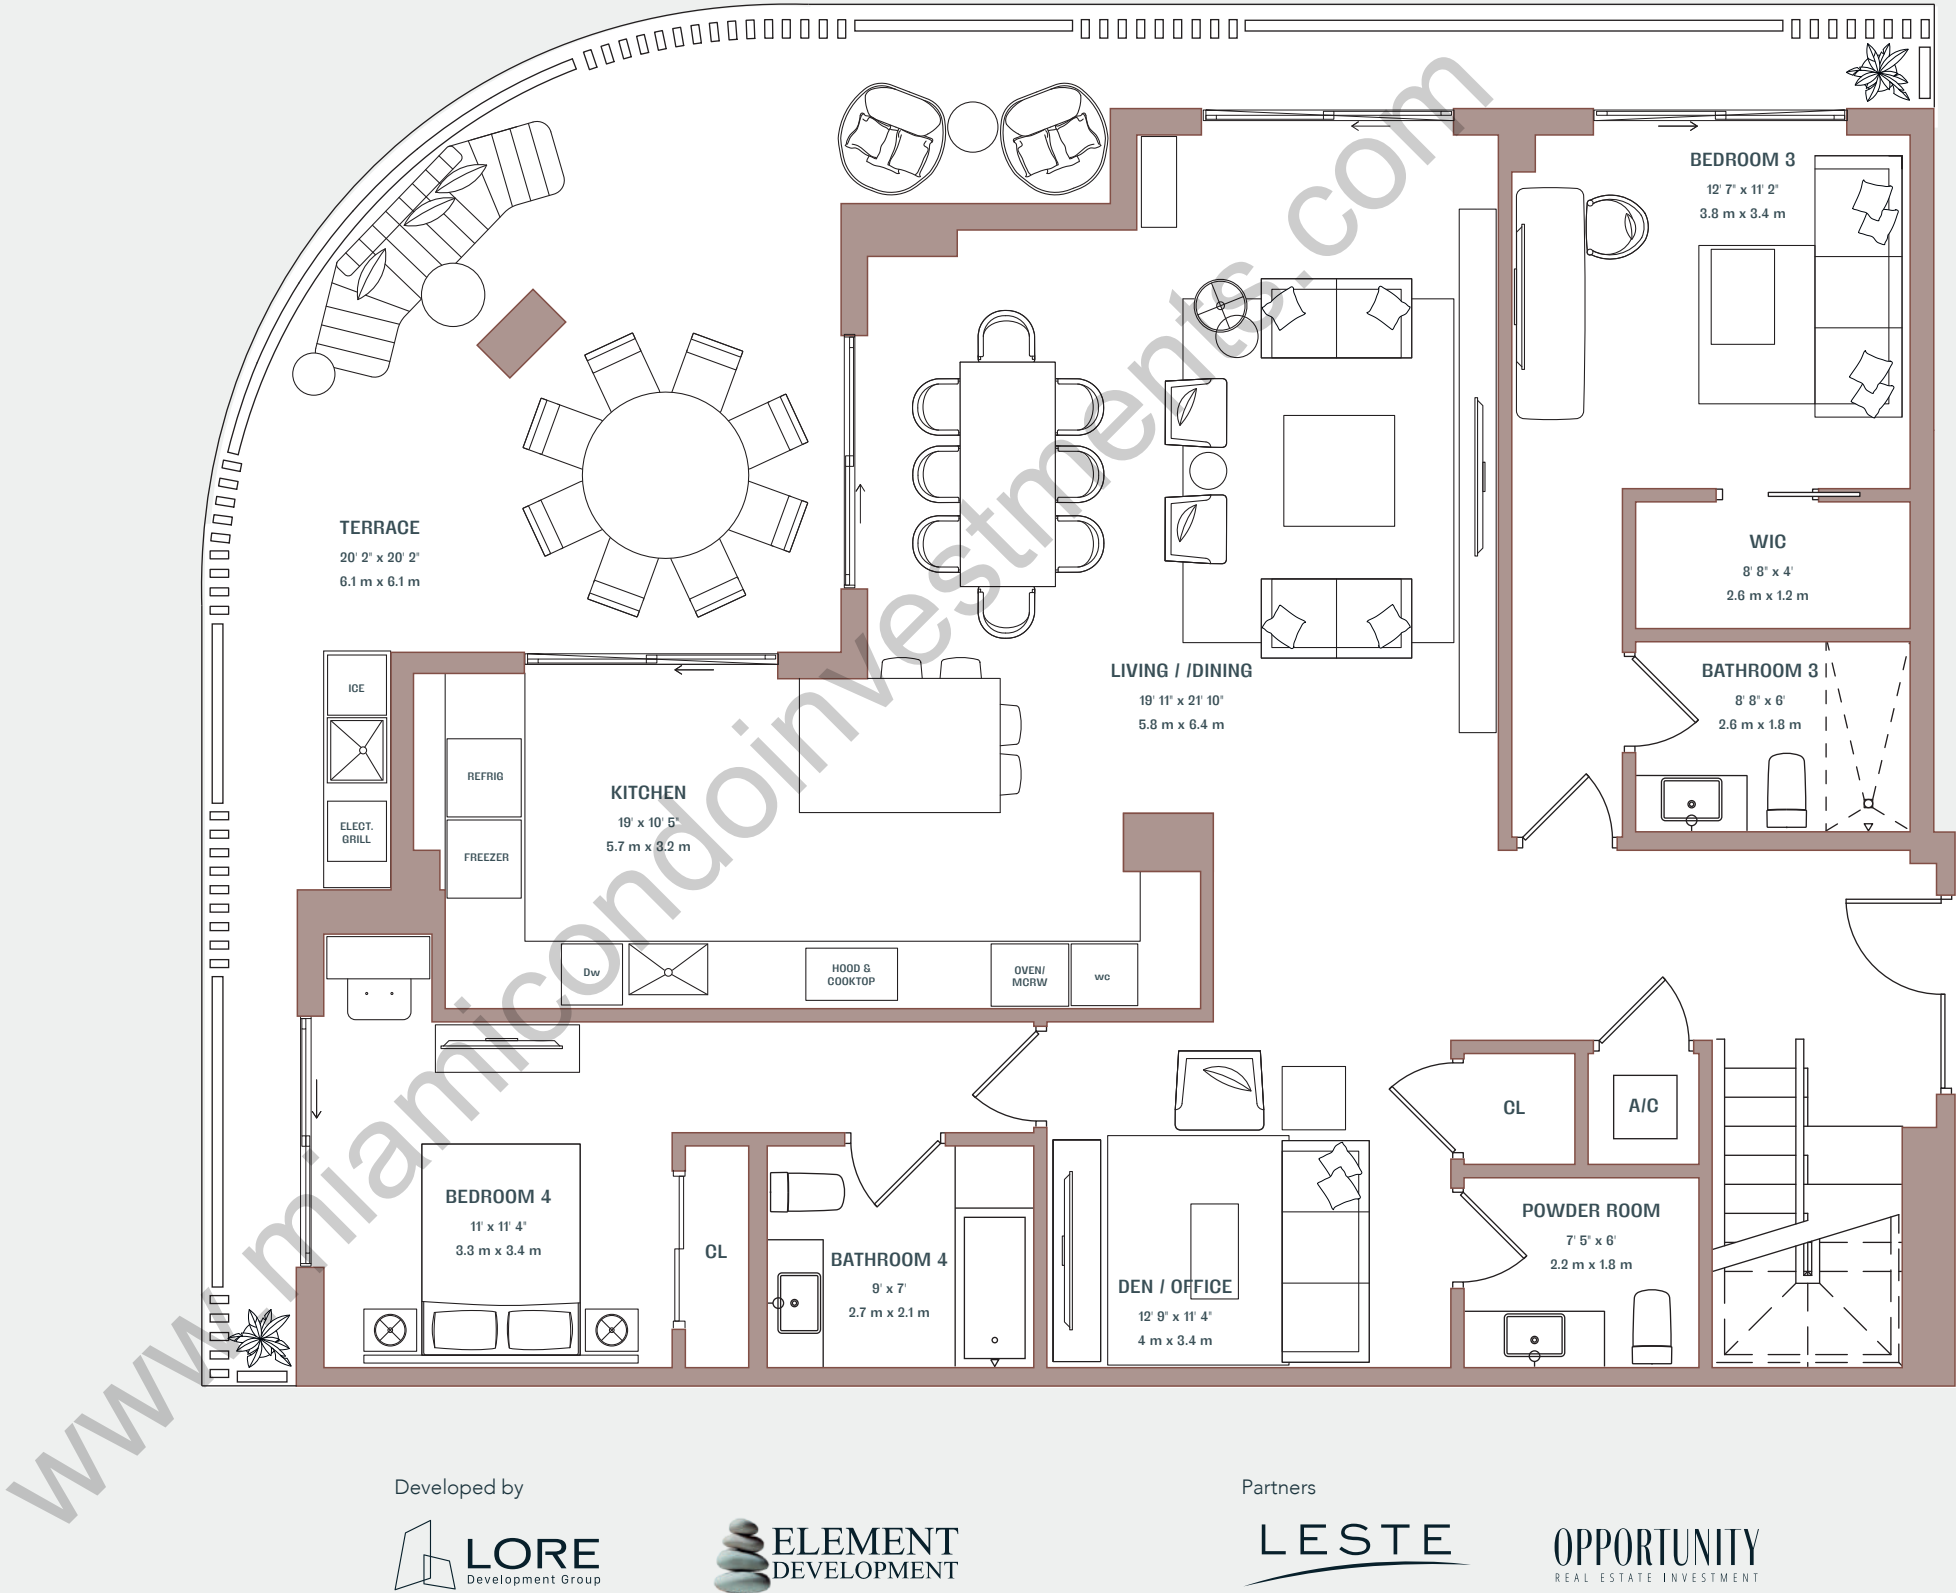 BEDROOM 3
12' 7" x 11' 2"
3.8 m x 3.4 m
TERRACE
20' 2" x 20' 2"
6.1 m x 6.1 m
WIC
8' 8" x 4'
2.6 m x 1.2 m
LIVING / /DINING
19' 11" x 21' 10"
5.8 m x 6.4 m
BATHROOM 3
8' 8" x 6'
2.6 m x 1.8 m
ICE
REFRIG
KITCHEN
19' x 10' 5"
5.7 m x 3.2 m
ELECT.
GRILL
FREEZER
Dw
HOOD &
COOKTOP
OVEN/
MCRW
WC
CL
A/C
BEDROOM 4
11' x 11' 4"
3.3 m x 3.4 m
CL
BATHROOM 4
9' x 7'
2.7 m x 2.1 m
DEN / OFFICE
12' 9" x 11' 4"
4 m x 3.4 m
POWDER ROOM
7' 5" x 6'
2.2 m x 1.8 m
www.miamicondoinvestments.com
Developed by
LORE
Development Group
ELEMENT
DEVELOPMENT
Partners
LESTE
OPPORTUNITY
REAL ESTATE INVESTMENT